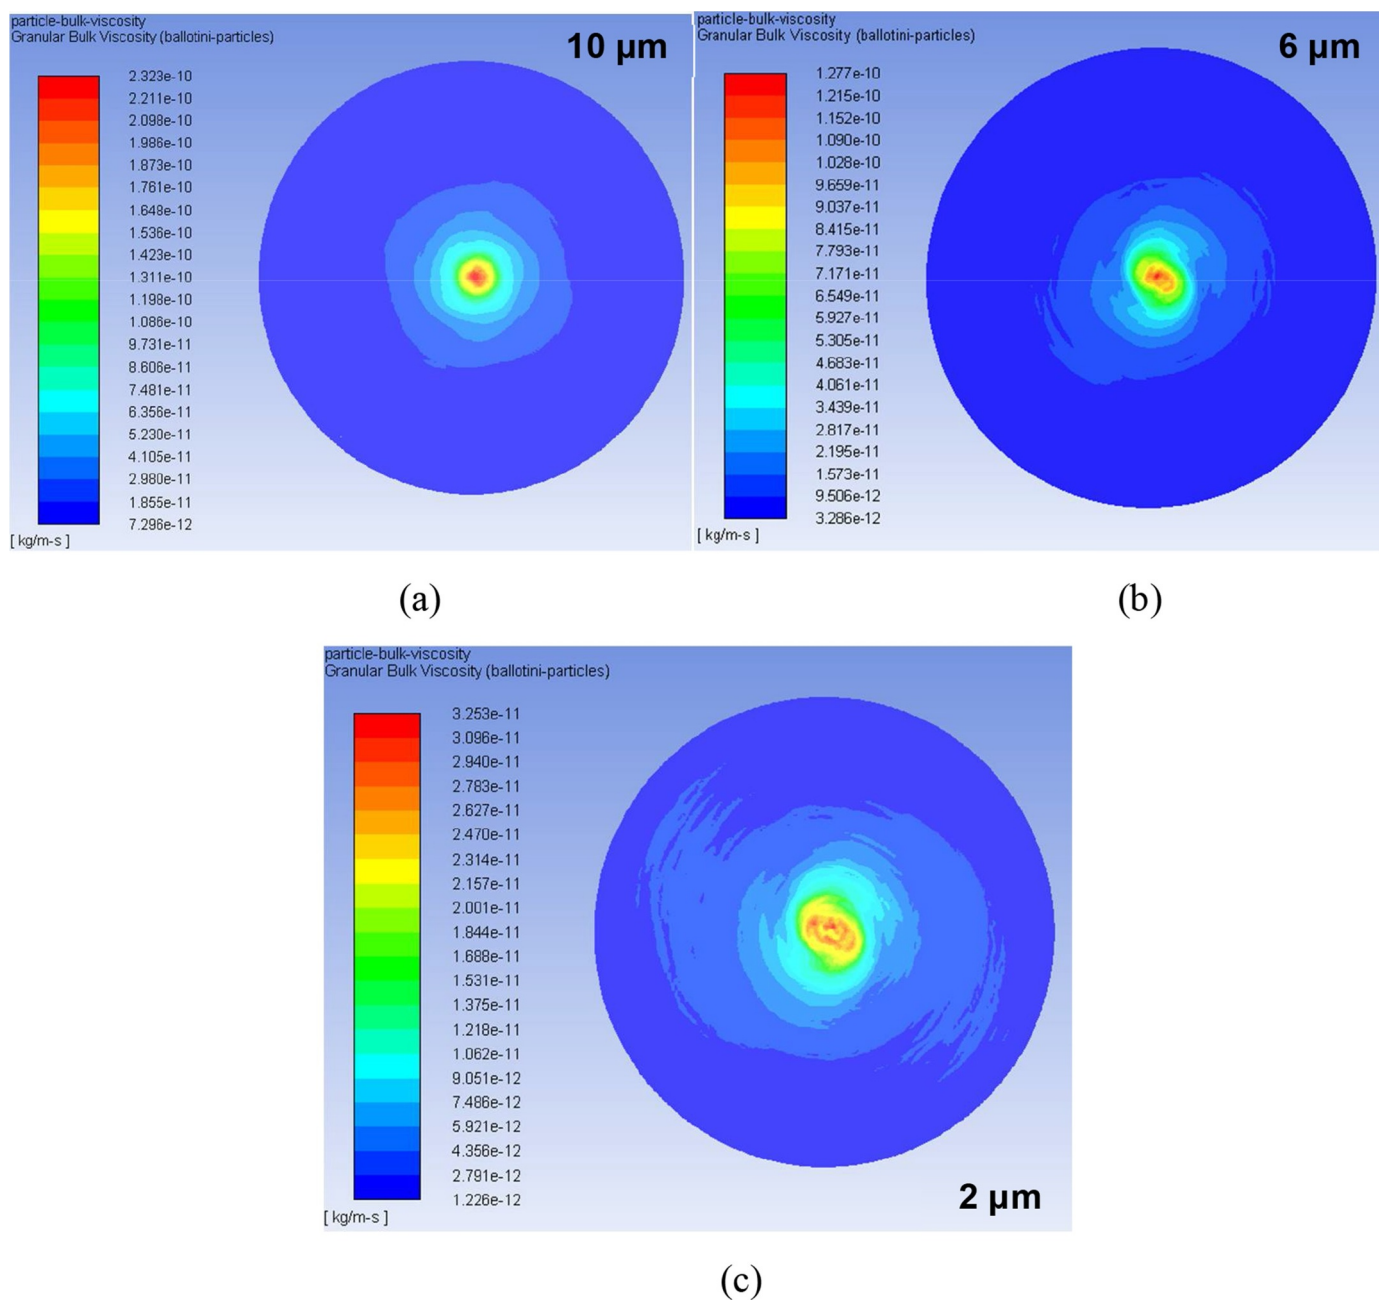 particle-bulk-viscosity
Granular Bulk Viscosity (ballotini-particles)
10 µm
2.323e-10
2.211e-10
2.098e-10
1.986e-10
1.873e-10
1.761e-10
1.648e-10
1.536e-10
1.423e-10
1.311e-10
1.198e-10
1.086e-10
9.731e-11
8.606e-11
7.481e-11
6.356e-11
5.230e-11
4.105e-11
2.980e-11
1.855e-11
7.296e-12
[ kg/m-s ]
(a)
particle-bulk-viscosity
Granular Bulk Viscosity (ballotini-particles)
6 µm
1.277e-10
1.215e-10
1.152e-10
1.090e-10
1.028e-10
9.659e-11
9.037e-11
8.415e-11
7.793e-11
7.171e-11
6.549e-11
5.927e-11
5.305e-11
4.683e-11
4.061e-11
3.439e-11
2.817e-11
2.195e-11
1.573e-11
9.506e-12
3.286e-12
[ kg/m-s ]
(b)
particle-bulk-viscosity
Granular Bulk Viscosity (ballotini-particles)
3.253e-11
3.096e-11
2.940e-11
2.783e-11
2.627e-11
2.470e-11
2.314e-11
2.157e-11
2.001e-11
1.844e-11
1.688e-11
1.531e-11
1.375e-11
1.218e-11
1.062e-11
9.051e-12
7.486e-12
5.921e-12
4.356e-12
2.791e-12
1.226e-12
[ kg/m-s ]
2 µm
(c)